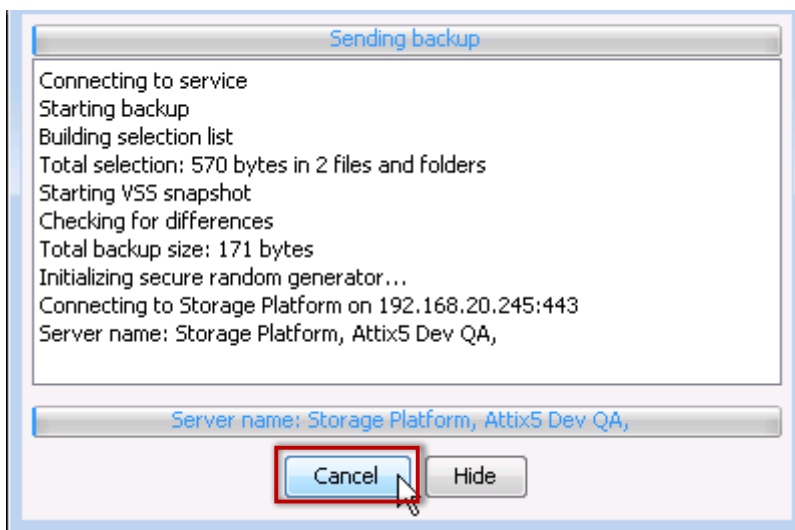 Sending backup
Connecting to service
Starting backup
Building selection list
Total selection: 570 bytes in 2 files and folders
Starting VSS snapshot
Checking for differences
Total backup size: 171 bytes
Initializing secure random generator...
Connecting to Storage Platform on 192.168.20.245:443
Server name: Storage Platform, Attix5 Dev QA,
Server name: Storage Platform, Attix5 Dev QA,
Cancel Hide